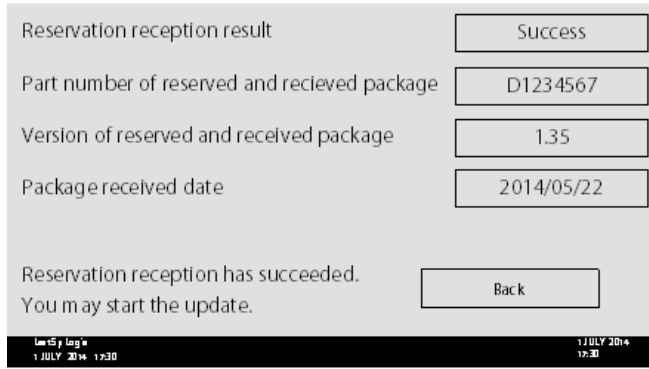 Reservation reception result Success
Part number of reserved and recieved package D1234567
Version of reserved and received package 1.35
Package received date 2014/05/22
Reservation reception has succeeded.
You may start the update.
Back
1 JULY 2014
17:30
1 JULY 2014 17:30